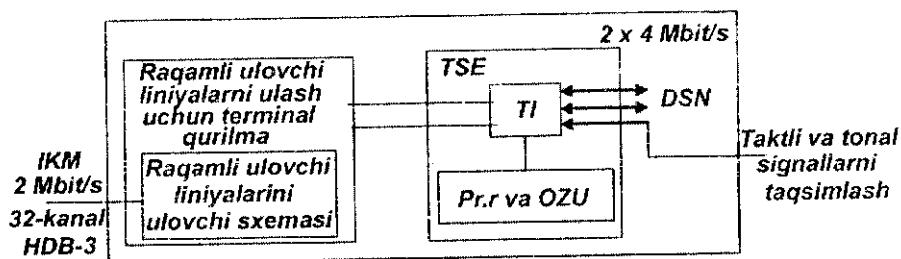 2 x 4 Mbit/s
Raqamli ulovchi
liniyalarni ulash
uchun terminal
qurilma
Raqamli ulovchi
liniyalarini
ulovchi sxemasi
IKM
2 Mbit/s
32-kanal
HDB-3
TSE
TI
Pr.r va OZU
DSN
Taktli va tonal
signallarni
taqsimlash